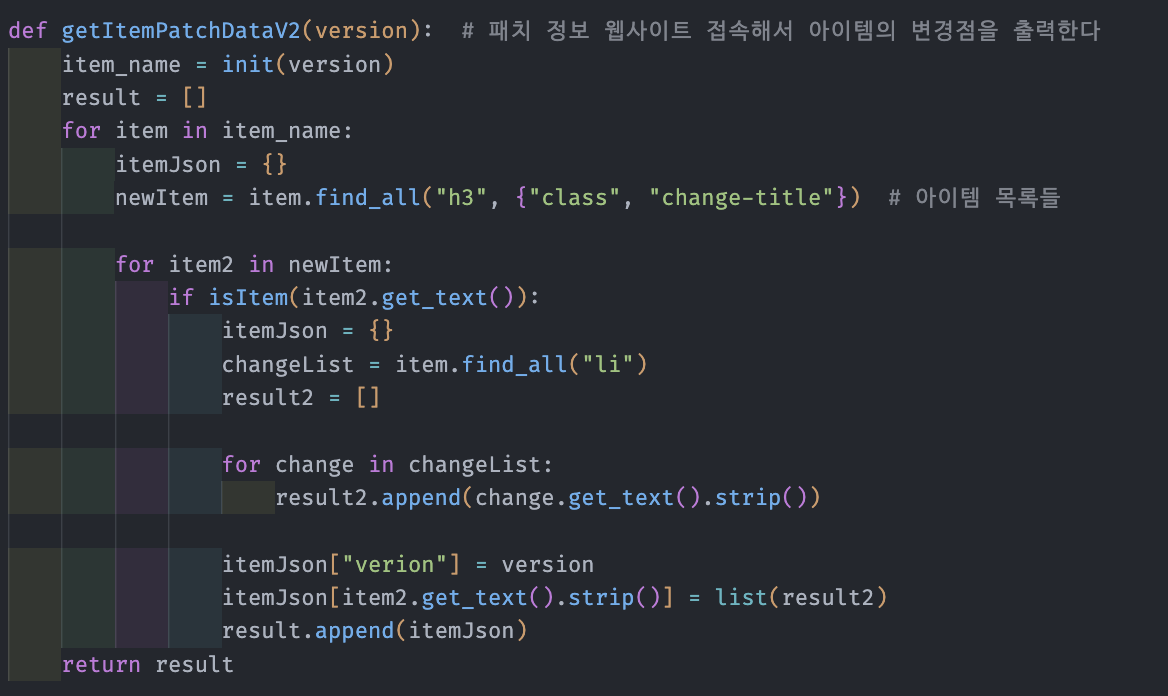 def getItemPatchDataV2(version):  # 패치 정보 웹사이트 접속해서 아이템의 변경점을 출력한다
    item_name = init(version)
    result = []
    for item in item_name:
        itemJson = {}
        newItem = item.find_all("h3", {"class", "change-title"})  # 아이템 목록들

        for item2 in newItem:
            if isItem(item2.get_text()):
                itemJson = {}
                changeList = item.find_all("li")
                result2 = []

                for change in changeList:
                    result2.append(change.get_text().strip())

                itemJson["verion"] = version
                itemJson[item2.get_text().strip()] = list(result2)
                result.append(itemJson)
    return result